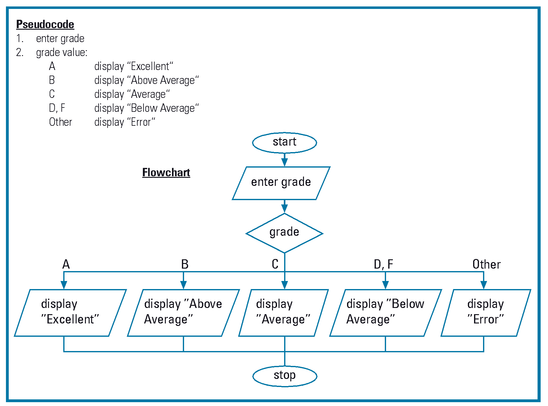 Pseudocode
1. enter grade
2. grade value:
A display "Excellent"
B display "Above Average"
C display "Average"
D, F display "Below Average"
Other display "Error"
start
Flowchart
enter grade
grade
A B C D, F Other
display
"Excellent"
display "Above
Average"
display
"Average"
display "Below
Average"
display
"Error"
stop